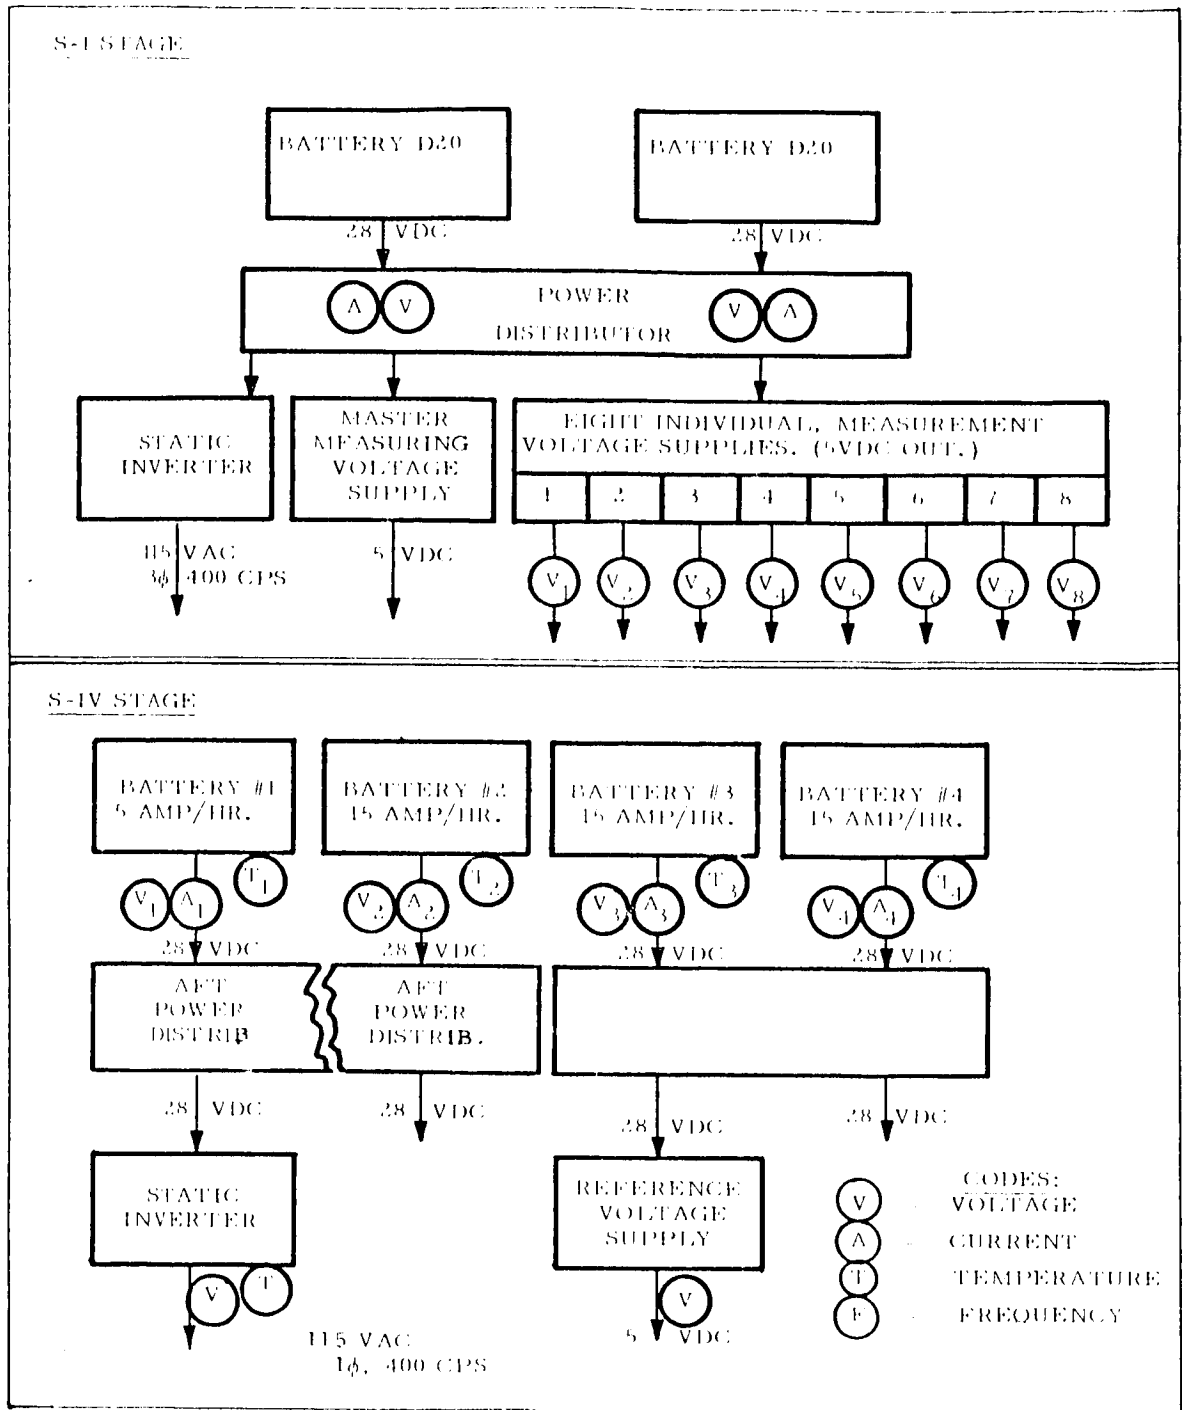 S-I STAGE
BATTERY D20
BATTERY D20
28 VDC
28 VDC
A V
POWER
DISTRIBUTOR
V A
STATIC
INVERTER
MASTER
MEASURING
VOLTAGE
SUPPLY
EIGHT INDIVIDUAL, MEASUREMENT
VOLTAGE SUPPLIES. (5VDC OUT.)
1 2 3 4 5 6 7 8
115 VAC
3ϕ, 400 CPS
5 VDC
V1 V2 V3 V4 V5 V6 V7 V8
S-IV STAGE
BATTERY #1
5 AMP/HR.
BATTERY #2
15 AMP/HR.
BATTERY #3
15 AMP/HR.
BATTERY #4
15 AMP/HR.
V1 A1 T1
V2 A2 T2
V3 A3 T3
V4 A4 T4
28 VDC
28 VDC
28 VDC
28 VDC
AFT
POWER
DISTRIB
AFT
POWER
DISTRIB.
28 VDC
28 VDC
28 VDC
28 VDC
STATIC
INVERTER
REFERENCE
VOLTAGE
SUPPLY
V T
V
115 VAC
1ϕ, 400 CPS
5 VDC
CODES:
V VOLTAGE
A CURRENT
T TEMPERATURE
F FREQUENCY